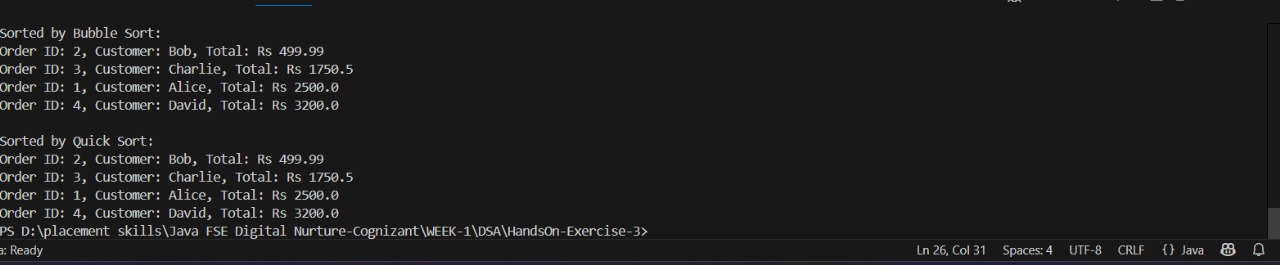 Sorted by Bubble Sort:
Order ID: 2, Customer: Bob, Total: Rs 499.99
Order ID: 3, Customer: Charlie, Total: Rs 1750.5
Order ID: 1, Customer: Alice, Total: Rs 2500.0
Order ID: 4, Customer: David, Total: Rs 3200.0
Sorted by Quick Sort:
Order ID: 2, Customer: Bob, Total: Rs 499.99
Order ID: 3, Customer: Charlie, Total: Rs 1750.5
Order ID: 1, Customer: Alice, Total: Rs 2500.0
Order ID: 4, Customer: David, Total: Rs 3200.0
PS D:\placement skills\Java FSE Digital Nurture-Cognizant\WEEK-1\DSA\HandsOn-Exercise-3>
a: Ready Ln 26, Col 31 Spaces: 4 UTF-8 CRLF {} Java